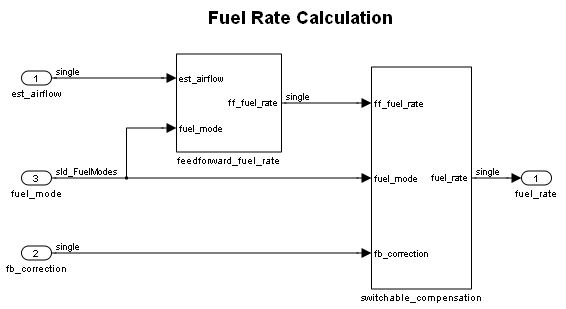 Fuel Rate Calculation
1
single
est_airflow
est_airflow
ff_fuel_rate
fuel_mode
feedforward_fuel_rate
single
ff_fuel_rate
3
sld_FuelModes
fuel_mode
fuel_mode
fuel_rate
single
1
fuel_rate
2
single
fb_correction
fb_correction
switchable_compensation